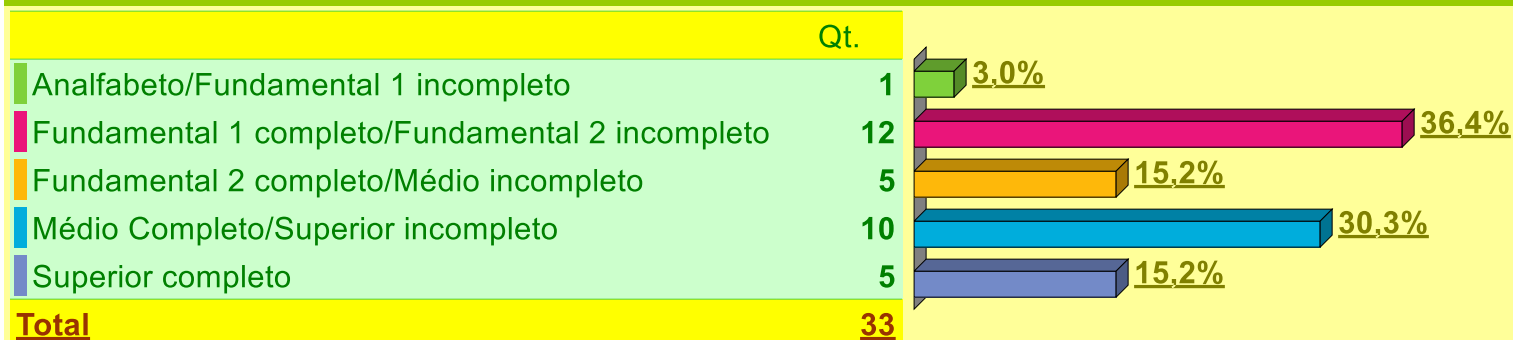 Qt.
Analfabeto/Fundamental 1 incompleto 1 3,0%
Fundamental 1 completo/Fundamental 2 incompleto 12 36,4%
Fundamental 2 completo/Médio incompleto 5 15,2%
Médio Completo/Superior incompleto 10 30,3%
Superior completo 5 15,2%
Total 33